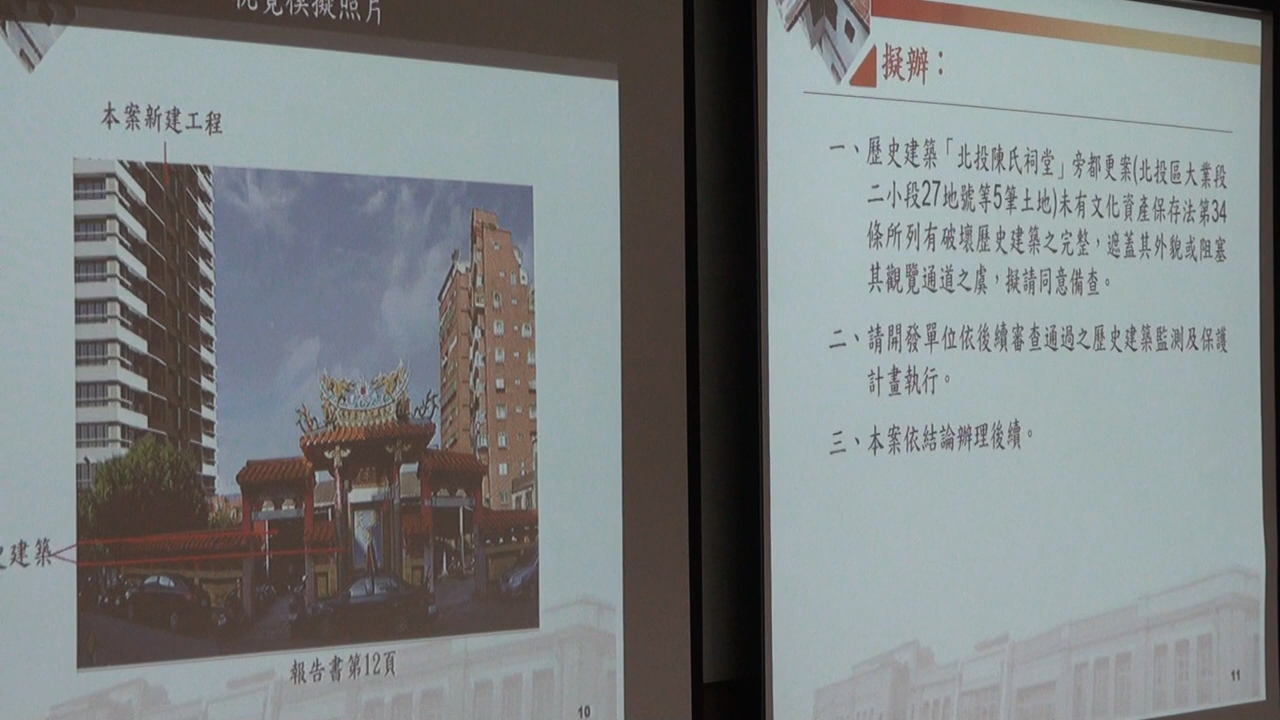 模擬照片
本案新建工程
建築
報告書第12頁
10
擬辦：
一、歷史建築「北投陳氏祠堂」旁都更案(北投區大業段
二小段27地號等5筆土地)未有文化資產保存法第34
條所列有破壞歷史建築之完整，遮蓋其外貌或阻塞
其觀覽通道之虞，擬請同意備查。
二、請開發單位依後續審查通過之歷史建築監測及保護
計畫執行。
三、本案依結論辦理後續。
11